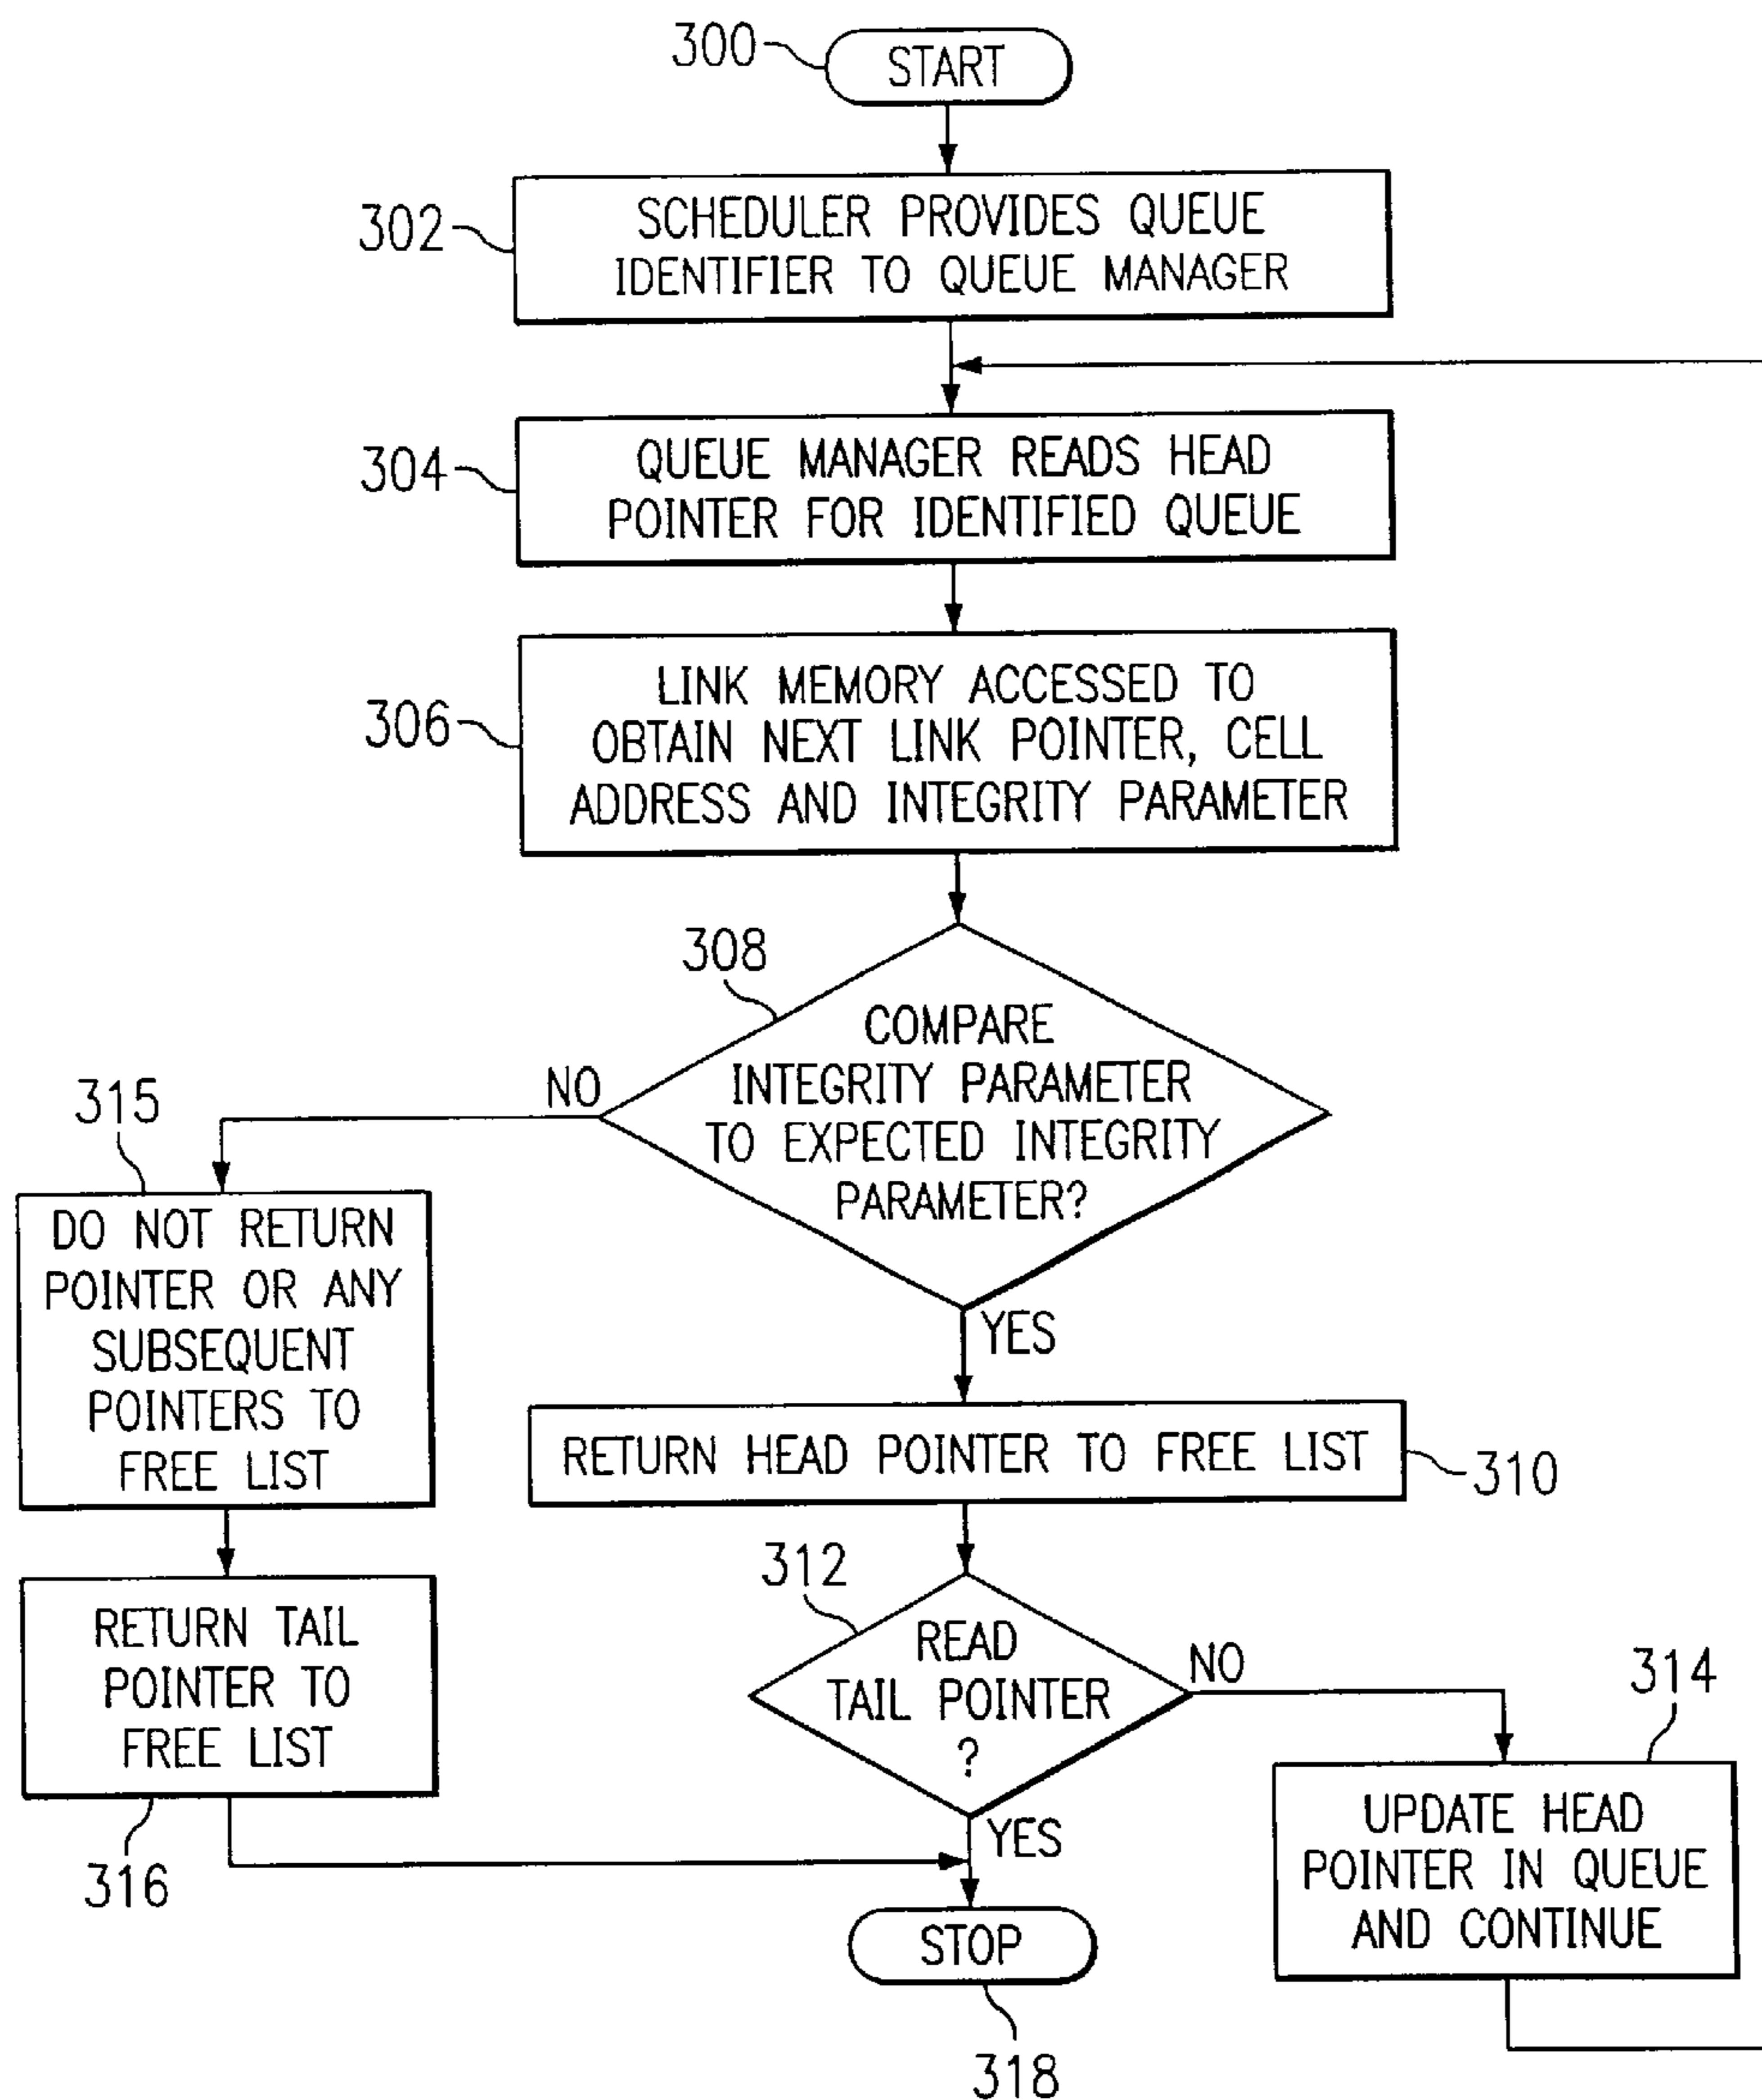 300
START
302
SCHEDULER PROVIDES QUEUE
IDENTIFIER TO QUEUE MANAGER
304
QUEUE MANAGER READS HEAD
POINTER FOR IDENTIFIED QUEUE
306
LINK MEMORY ACCESSED TO
OBTAIN NEXT LINK POINTER, CELL
ADDRESS AND INTEGRITY PARAMETER
308
COMPARE
INTEGRITY PARAMETER
TO EXPECTED INTEGRITY
PARAMETER?
NO
315
DO NOT RETURN
POINTER OR ANY
SUBSEQUENT
POINTERS TO
FREE LIST
YES
RETURN HEAD POINTER TO FREE LIST
310
312
READ
TAIL POINTER
?
NO
314
RETURN TAIL
POINTER TO
FREE LIST
316
YES
UPDATE HEAD
POINTER IN QUEUE
AND CONTINUE
STOP
318